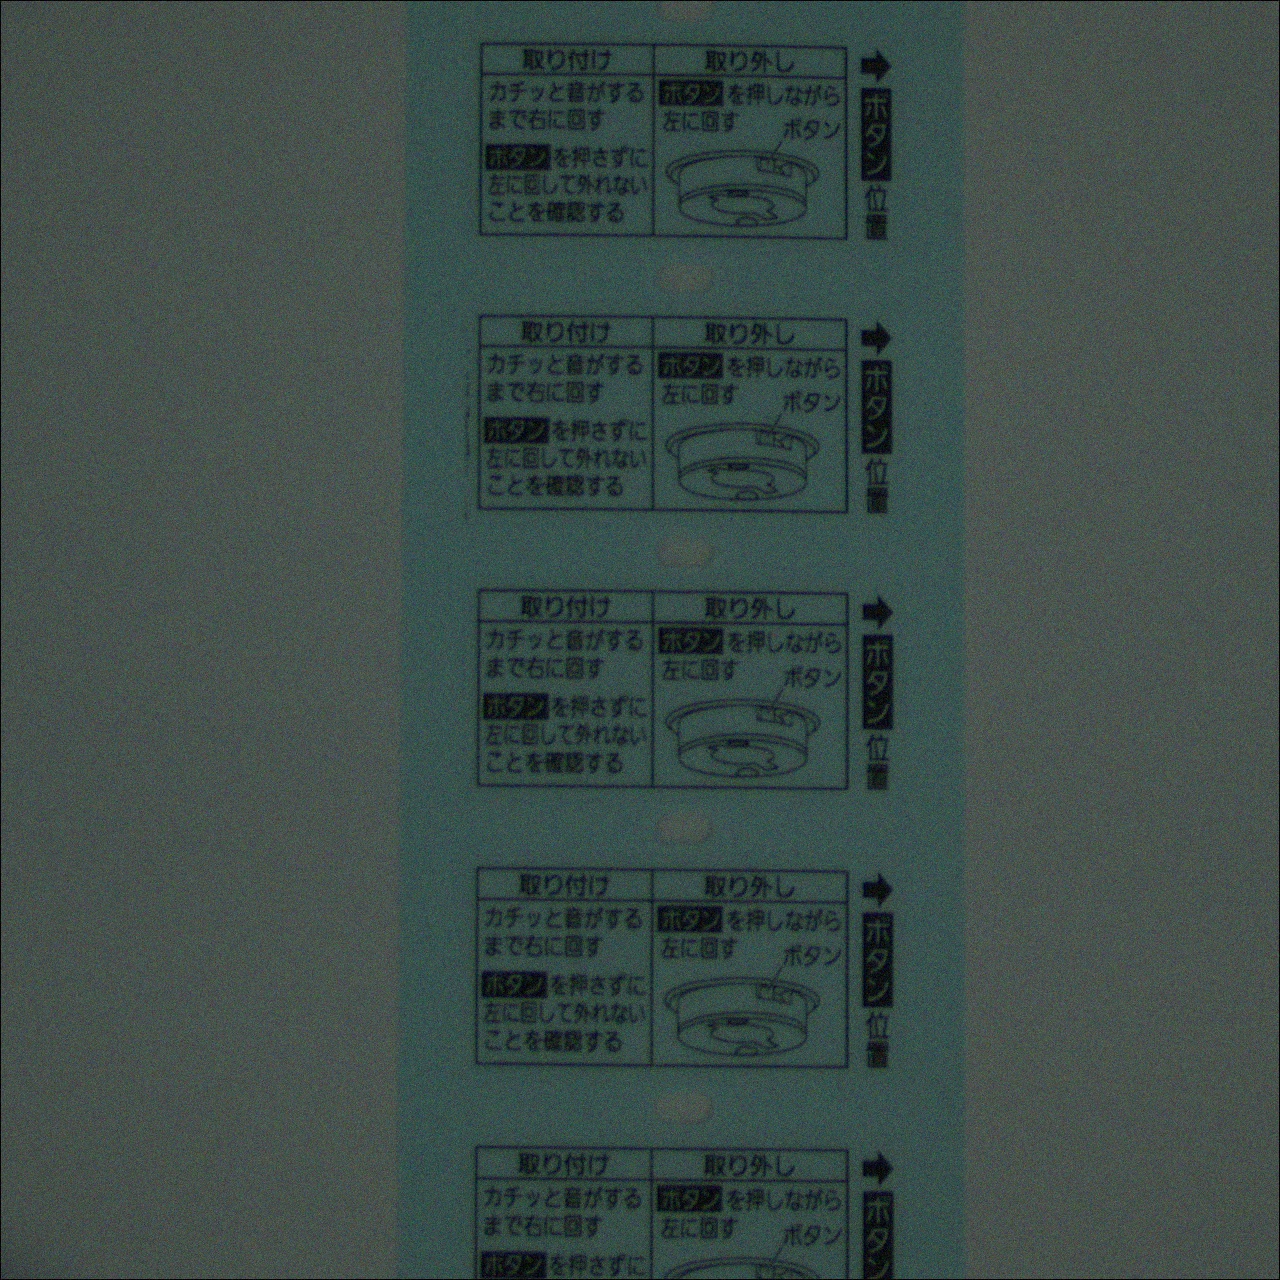 取り付け
カチッと音がする
まで右に回す
ボタンを押さずに
左に回して外れない
ことを確認する
取り外し
ボタンを押しながら
左に回す
ボタン
➡ボタン位置
取り付け
カチッと音がする
まで右に回す
ボタンを押さずに
左に回して外れない
ことを確認する
取り外し
ボタンを押しながら
左に回す
ボタン
➡ボタン位置
取り付け
カチッと音がする
まで右に回す
ボタンを押さずに
左に回して外れない
ことを確認する
取り外し
ボタンを押しながら
左に回す
ボタン
➡ボタン位置
取り付け
カチッと音がする
まで右に回す
ボタンを押さずに
左に回して外れない
ことを確認する
取り外し
ボタンを押しながら
左に回す
ボタン
➡ボタン位置
取り付け
カチッと音がする
まで右に回す
ボタンを押さずに
取り外し
ボタンを押しながら
左に回す
ボタン
➡ボタン